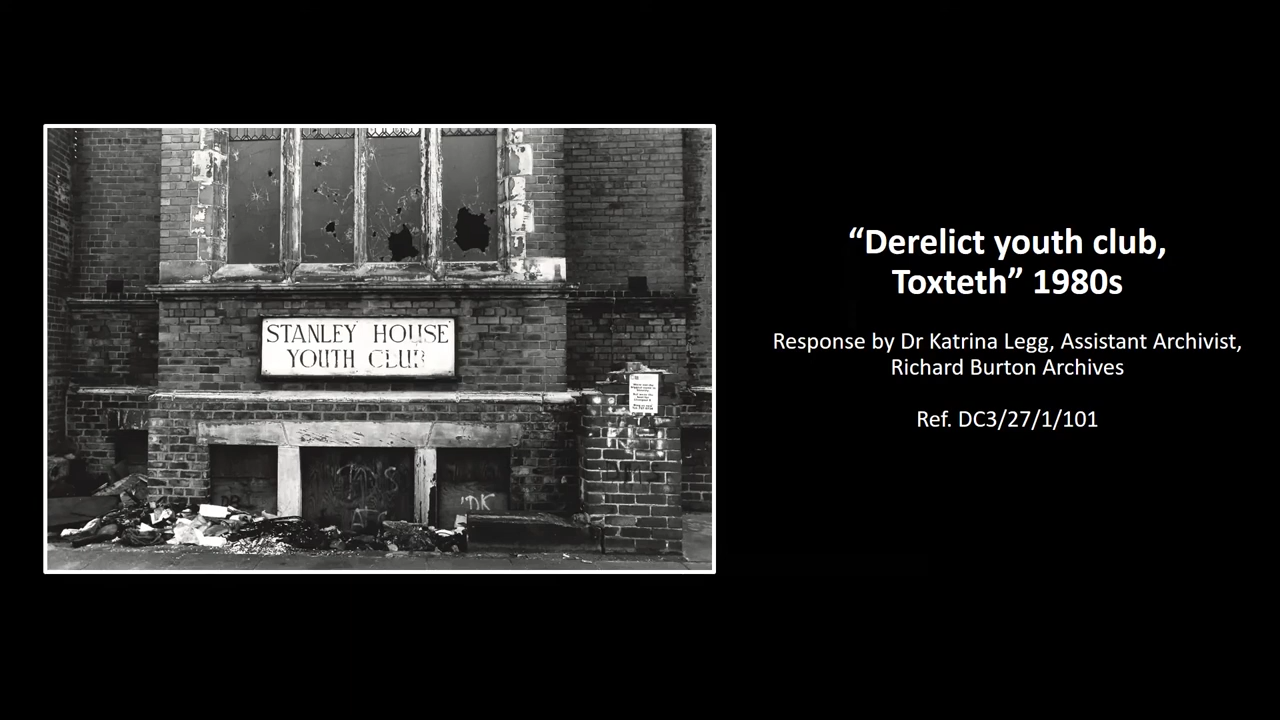 STANLEY HOUSE
YOUTH CLUB
DK
“Derelict youth club,
Toxteth” 1980s
Response by Dr Katrina Legg, Assistant Archivist,
Richard Burton Archives
Ref. DC3/27/1/101